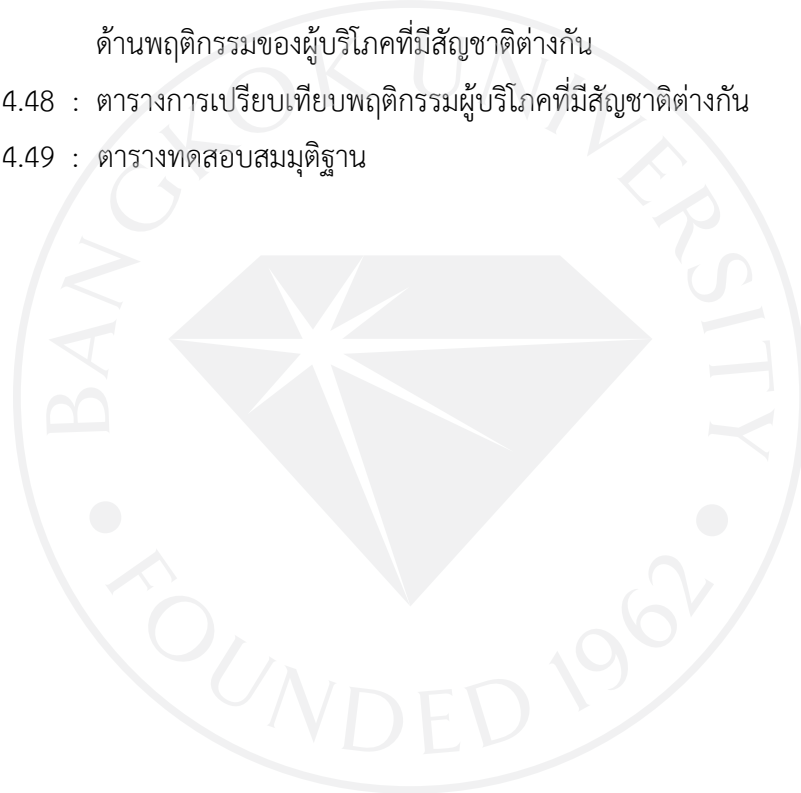 ด้านพฤติกรรมของผู้บริโภคที่มีสัญชาติต่างกัน
4.48 : ตารางการเปรียบเทียบพฤติกรรมผู้บริโภคที่มีสัญชาติต่างกัน
4.49 : ตารางทดสอบสมมุติฐาน
BANGKOK UNIVERSITY
FOUNDED 1962